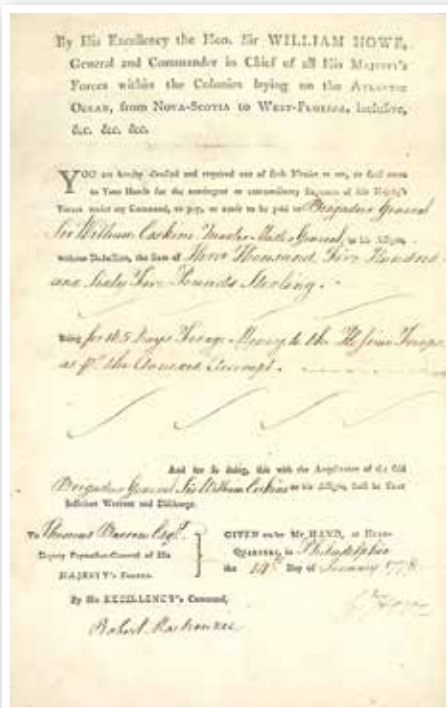 By His Excellency the Hon. Sir WILLIAM HOWE,
General and Commander in Chief of all His MAJESTY's
Forces within the Colonies laying on the ATLANTIC
OCEAN, from NOVA-SCOTIA to WEST-FLORIDA, inclusive,
&c. &c. &c.
YOU are hereby directed and required out of such Monies as are, or shall come
to Your Hands for the contingent or extraordinary Expences of his Majesty's
Forces under my Command, to pay, or cause to be paid to Brigadier General
Sir William Erskine Quarter Master General, or his Assigns,
without Deduction, the Sum of Thousand Five Hundred
and Sixty Five Pounds Sterling.
Being for 165 Days Forage Money to the Hessian Troops
as pr. the Annexed Account.
And for so doing, this with the Acquittance of the said
Brigadier General Sir William Erskine or his Assigns, shall be Your
sufficient Warrant and Discharge.
To Thomas Barrow Esqr.
Deputy Paymaster-General of His
MAJESTY's Forces.
GIVEN under My HAND, at HEAD-
QUARTERS, in Philadelphia
the 14th Day of January 1778.
By His EXCELLENCY's Command,
Robert Mackenzie